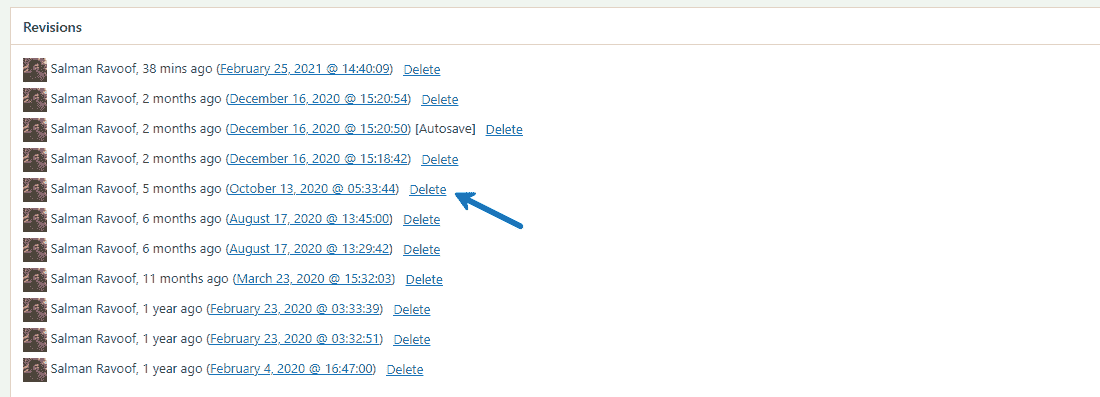 Revisions
Salman Ravoof, 38 mins ago (February 25, 2021 @ 14:40:09) Delete
Salman Ravoof, 2 months ago (December 16, 2020 @ 15:20:54) Delete
Salman Ravoof, 2 months ago (December 16, 2020 @ 15:20:50) [Autosave] Delete
Salman Ravoof, 2 months ago (December 16, 2020 @ 15:18:42) Delete
Salman Ravoof, 5 months ago (October 13, 2020 @ 05:33:44) Delete
Salman Ravoof, 6 months ago (August 17, 2020 @ 13:45:00) Delete
Salman Ravoof, 6 months ago (August 17, 2020 @ 13:29:42) Delete
Salman Ravoof, 11 months ago (March 23, 2020 @ 15:32:03) Delete
Salman Ravoof, 1 year ago (February 23, 2020 @ 03:33:39) Delete
Salman Ravoof, 1 year ago (February 23, 2020 @ 03:32:51) Delete
Salman Ravoof, 1 year ago (February 4, 2020 @ 16:47:00) Delete